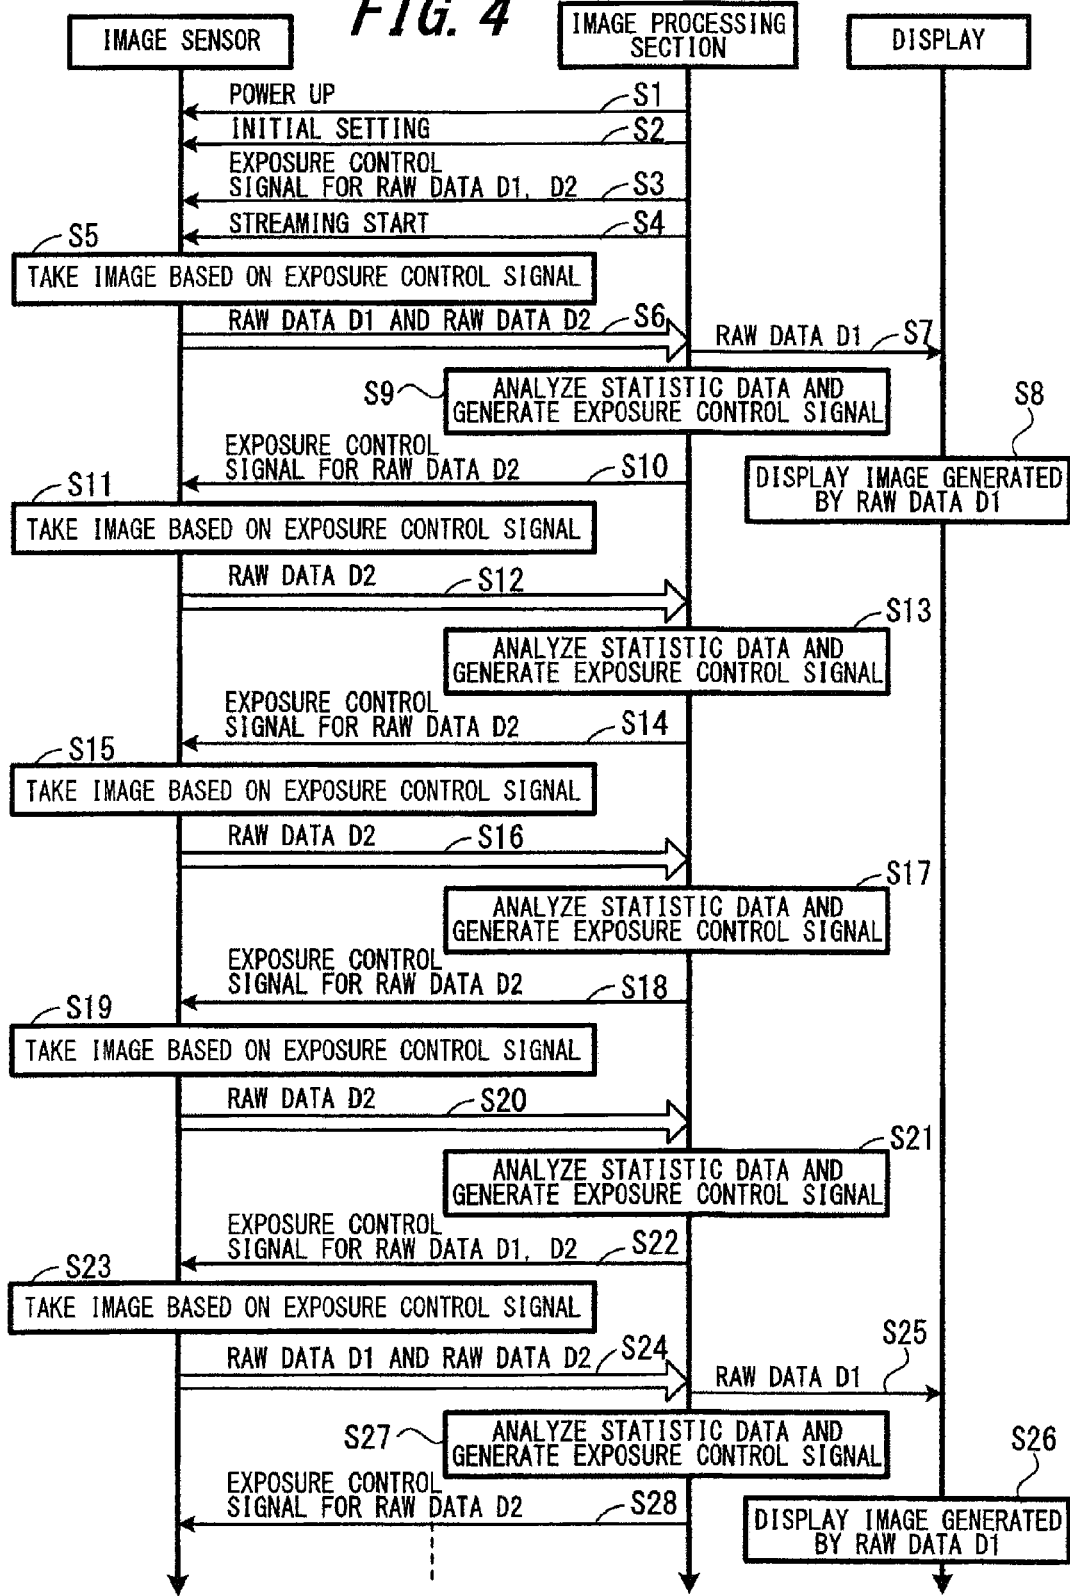 FIG. 4
IMAGE SENSOR
IMAGE PROCESSING
SECTION
DISPLAY
POWER UP
S1
INITIAL SETTING
S2
EXPOSURE CONTROL
SIGNAL FOR RAW DATA D1, D2
S3
STREAMING START
S4
S5
TAKE IMAGE BASED ON EXPOSURE CONTROL SIGNAL
RAW DATA D1 AND RAW DATA D2
S6
RAW DATA D1
S7
S9
ANALYZE STATISTIC DATA AND
GENERATE EXPOSURE CONTROL SIGNAL
S8
DISPLAY IMAGE GENERATED
BY RAW DATA D1
EXPOSURE CONTROL
SIGNAL FOR RAW DATA D2
S10
S11
TAKE IMAGE BASED ON EXPOSURE CONTROL SIGNAL
RAW DATA D2
S12
S13
ANALYZE STATISTIC DATA AND
GENERATE EXPOSURE CONTROL SIGNAL
EXPOSURE CONTROL
SIGNAL FOR RAW DATA D2
S14
S15
TAKE IMAGE BASED ON EXPOSURE CONTROL SIGNAL
RAW DATA D2
S16
S17
ANALYZE STATISTIC DATA AND
GENERATE EXPOSURE CONTROL SIGNAL
EXPOSURE CONTROL
SIGNAL FOR RAW DATA D2
S18
S19
TAKE IMAGE BASED ON EXPOSURE CONTROL SIGNAL
RAW DATA D2
S20
S21
ANALYZE STATISTIC DATA AND
GENERATE EXPOSURE CONTROL SIGNAL
EXPOSURE CONTROL
SIGNAL FOR RAW DATA D1, D2
S22
S23
TAKE IMAGE BASED ON EXPOSURE CONTROL SIGNAL
RAW DATA D1 AND RAW DATA D2
S24
RAW DATA D1
S25
S27
ANALYZE STATISTIC DATA AND
GENERATE EXPOSURE CONTROL SIGNAL
S26
DISPLAY IMAGE GENERATED
BY RAW DATA D1
EXPOSURE CONTROL
SIGNAL FOR RAW DATA D2
S28